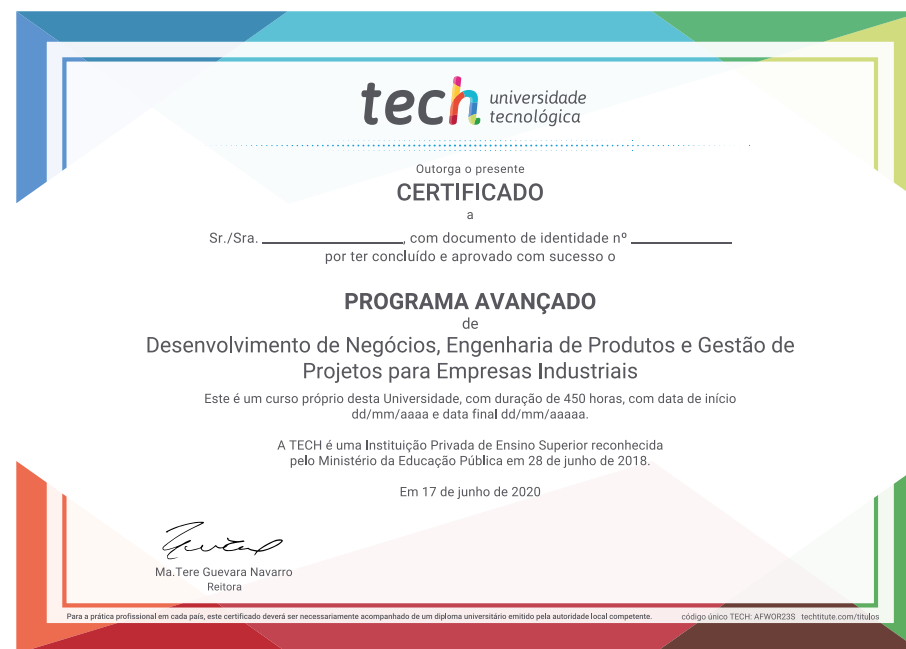 tech universidade
tecnológica
Outorga o presente
CERTIFICADO
a
Sr./Sra. ________________, com documento de identidade nº ____________
por ter concluído e aprovado com sucesso o
PROGRAMA AVANÇADO
de
Desenvolvimento de Negócios, Engenharia de Produtos e Gestão de
Projetos para Empresas Industriais
Este é um curso próprio desta Universidade, com duração de 450 horas, com data de início
dd/mm/aaaa e data final dd/mm/aaaaa.
A TECH é uma Instituição Privada de Ensino Superior reconhecida
pelo Ministério da Educação Pública em 28 de junho de 2018.
Em 17 de junho de 2020
Ma.Tere Guevara Navarro
Reitora
Para a prática profissional em cada país, este certificado deverá ser necessariamente acompanhado de um diploma universitário emitido pela autoridade local competente. código único TECH: AFWOR23S techtitute.com/titulos